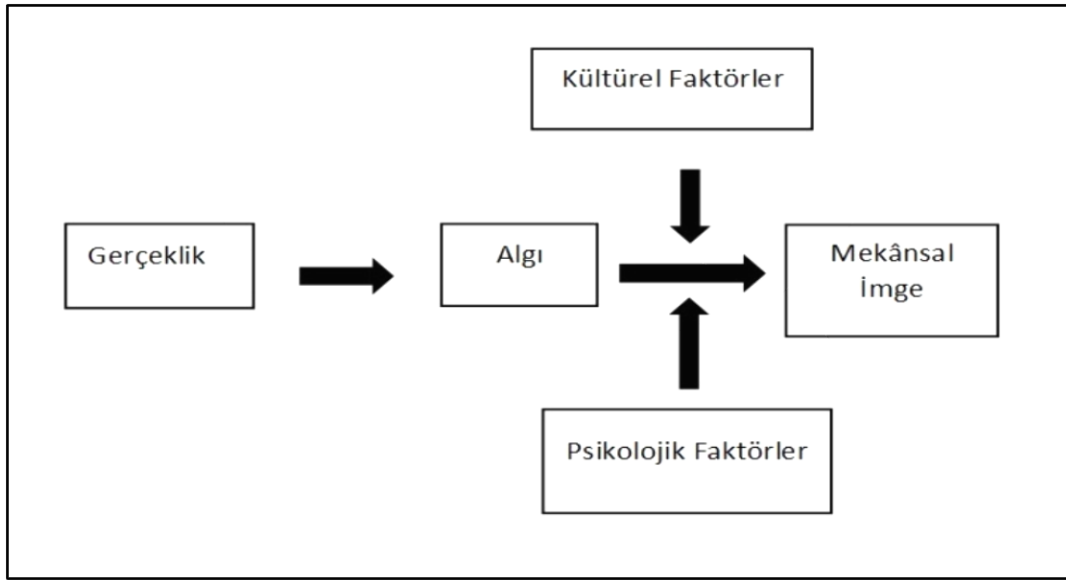 Kültürel Faktörler
Gerçeklik
Algı
Mekânsal
İmge
Psikolojik Faktörler